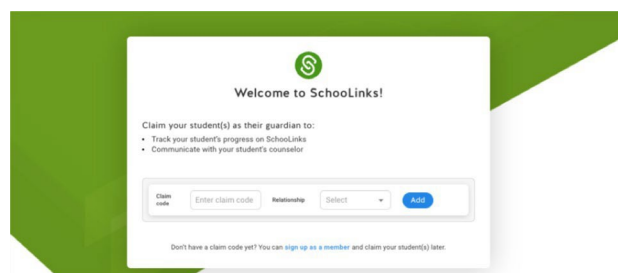 Welcome to SchooLinks!
Claim your student(s) as their guardian to:
• Track your student's progress on SchooLinks
• Communicate with your student's counselor
Claim code Enter claim code Relationship Select Add
Don't have a claim code yet? You can sign up as a member and claim your student(s) later.